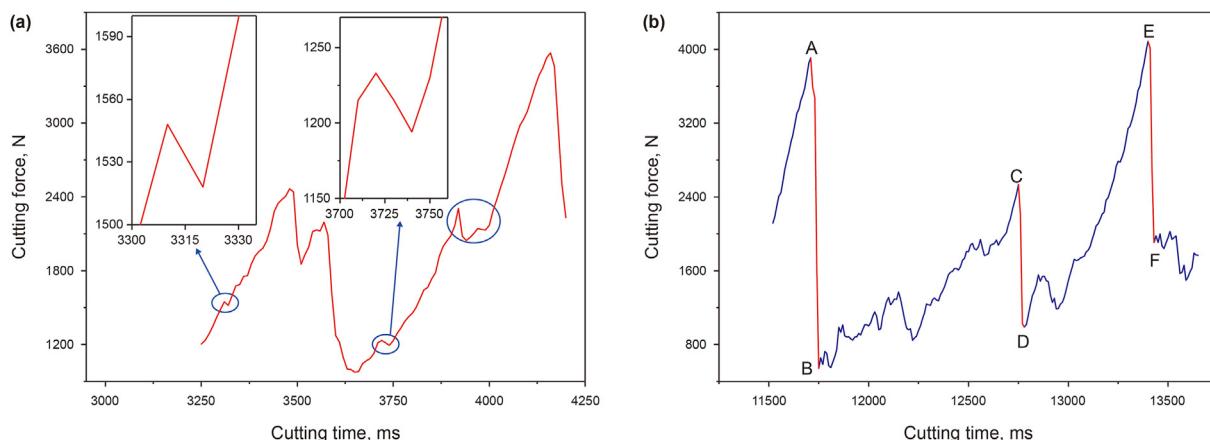 (a)
3600
3000
2400
1800
1200
Cutting force, N
3000
3250
3500
3750
4000
4250
Cutting time, ms
1590
1560
1530
1500
3300
3315
3330
1250
1200
1150
3700
3725
3750
(b)
4000
3200
2400
1600
800
Cutting force, N
11500
12000
12500
13000
13500
Cutting time, ms
A
B
C
D
E
F